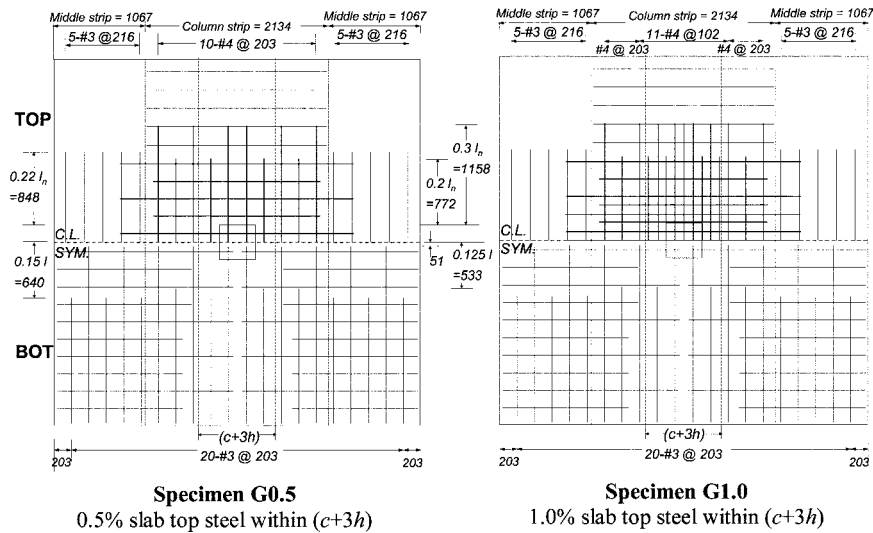 Middle strip = 1067
Column strip = 2134
Middle strip = 1067
5-#3 @216
10-#4 @ 203
5-#3 @216
TOP
0.22 ln
=848
0.3 ln
=1158
0.2 ln
=772
C.L.
SYM.
0.15 l
=640
51
0.125 l
=533
BOT
(c+3h)
203
20-#3 @ 203
203
Specimen G0.5
0.5% slab top steel within (c+3h)
Middle strip = 1067
Column strip = 2134
Middle strip = 1067
5-#3 @216
#4 @ 203
11-#4 @102
#4 @ 203
5-#3 @216
C.L.
SYM.
(c+3h)
203
20-#3 @ 203
203
Specimen G1.0
1.0% slab top steel within (c+3h)